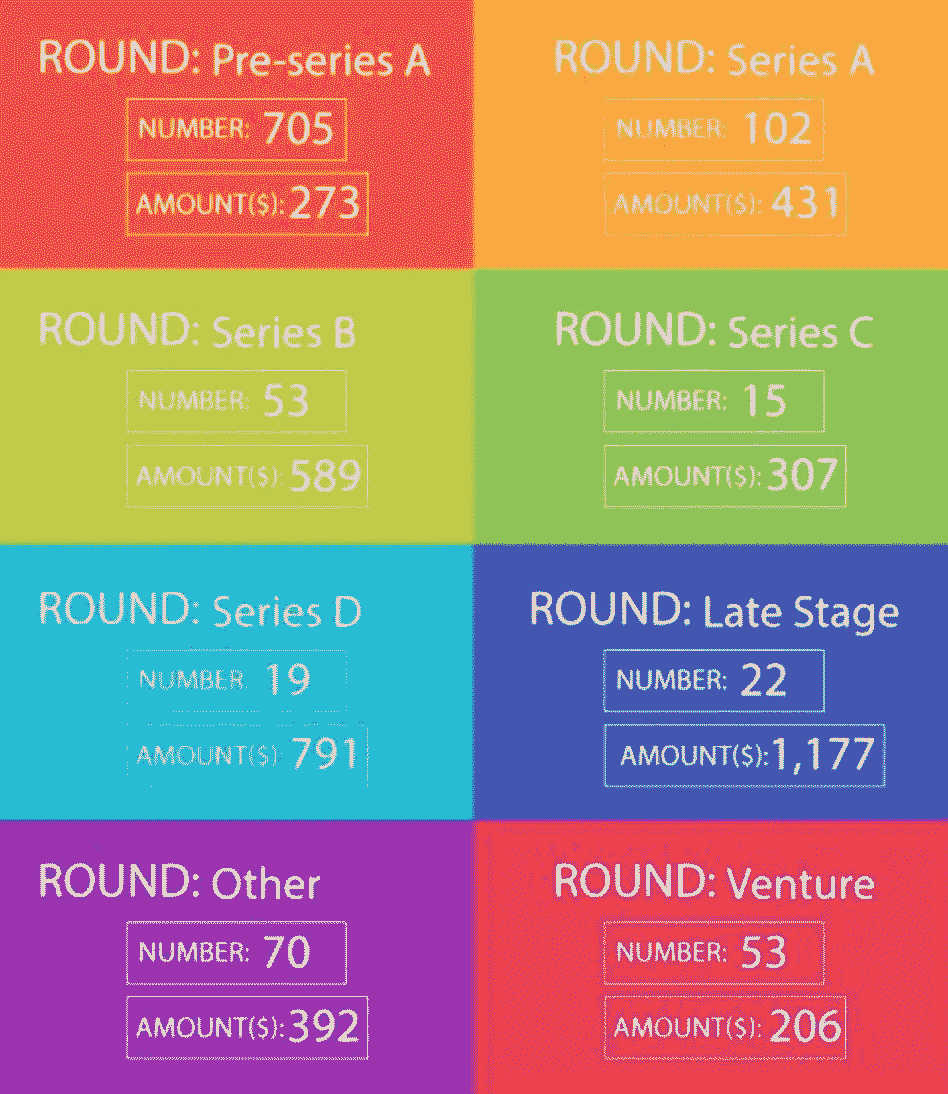 ROUND: Pre-series A
NUMBER: 705
AMOUNT($): 273
ROUND: Series A
NUMBER: 102
AMOUNT($): 431
ROUND: Series B
NUMBER: 53
AMOUNT($): 589
ROUND: Series C
NUMBER: 15
AMOUNT($): 307
ROUND: Series D
NUMBER 19
AMOUNT($): 791
ROUND: Late Stage
NUMBER: 22
AMOUNT($): 1,177
ROUND: Other
NUMBER: 70
AMOUNT($): 392
ROUND: Venture
NUMBER: 53
AMOUNT($): 206